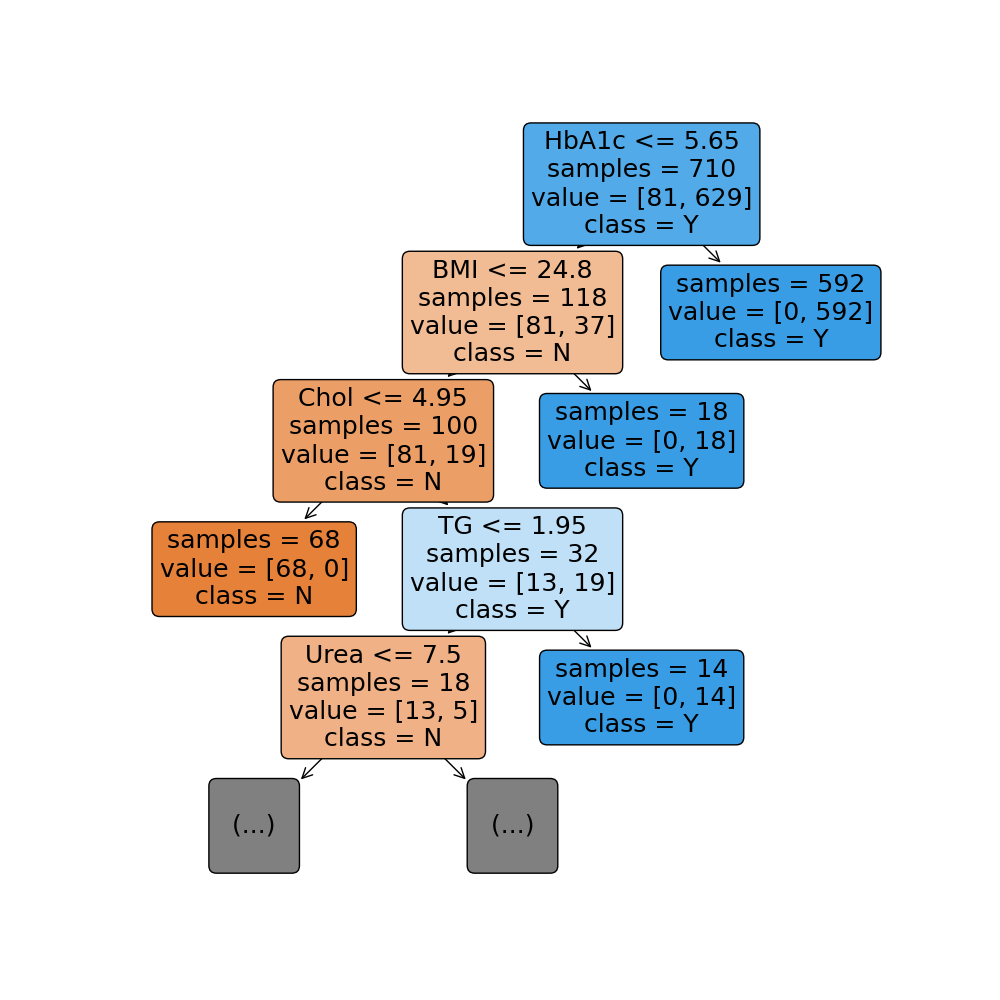 HbA1c <= 5.65
samples = 710
value = [81, 629]
class = Y
BMI <= 24.8
samples = 118
value = [81, 37]
class = N
samples = 592
value = [0, 592]
class = Y
Chol <= 4.95
samples = 100
value = [81, 19]
class = N
samples = 18
value = [0, 18]
class = Y
samples = 68
value = [68, 0]
class = N
TG <= 1.95
samples = 32
value = [13, 19]
class = Y
Urea <= 7.5
samples = 18
value = [13, 5]
class = N
samples = 14
value = [0, 14]
class = Y
(...)
(...)